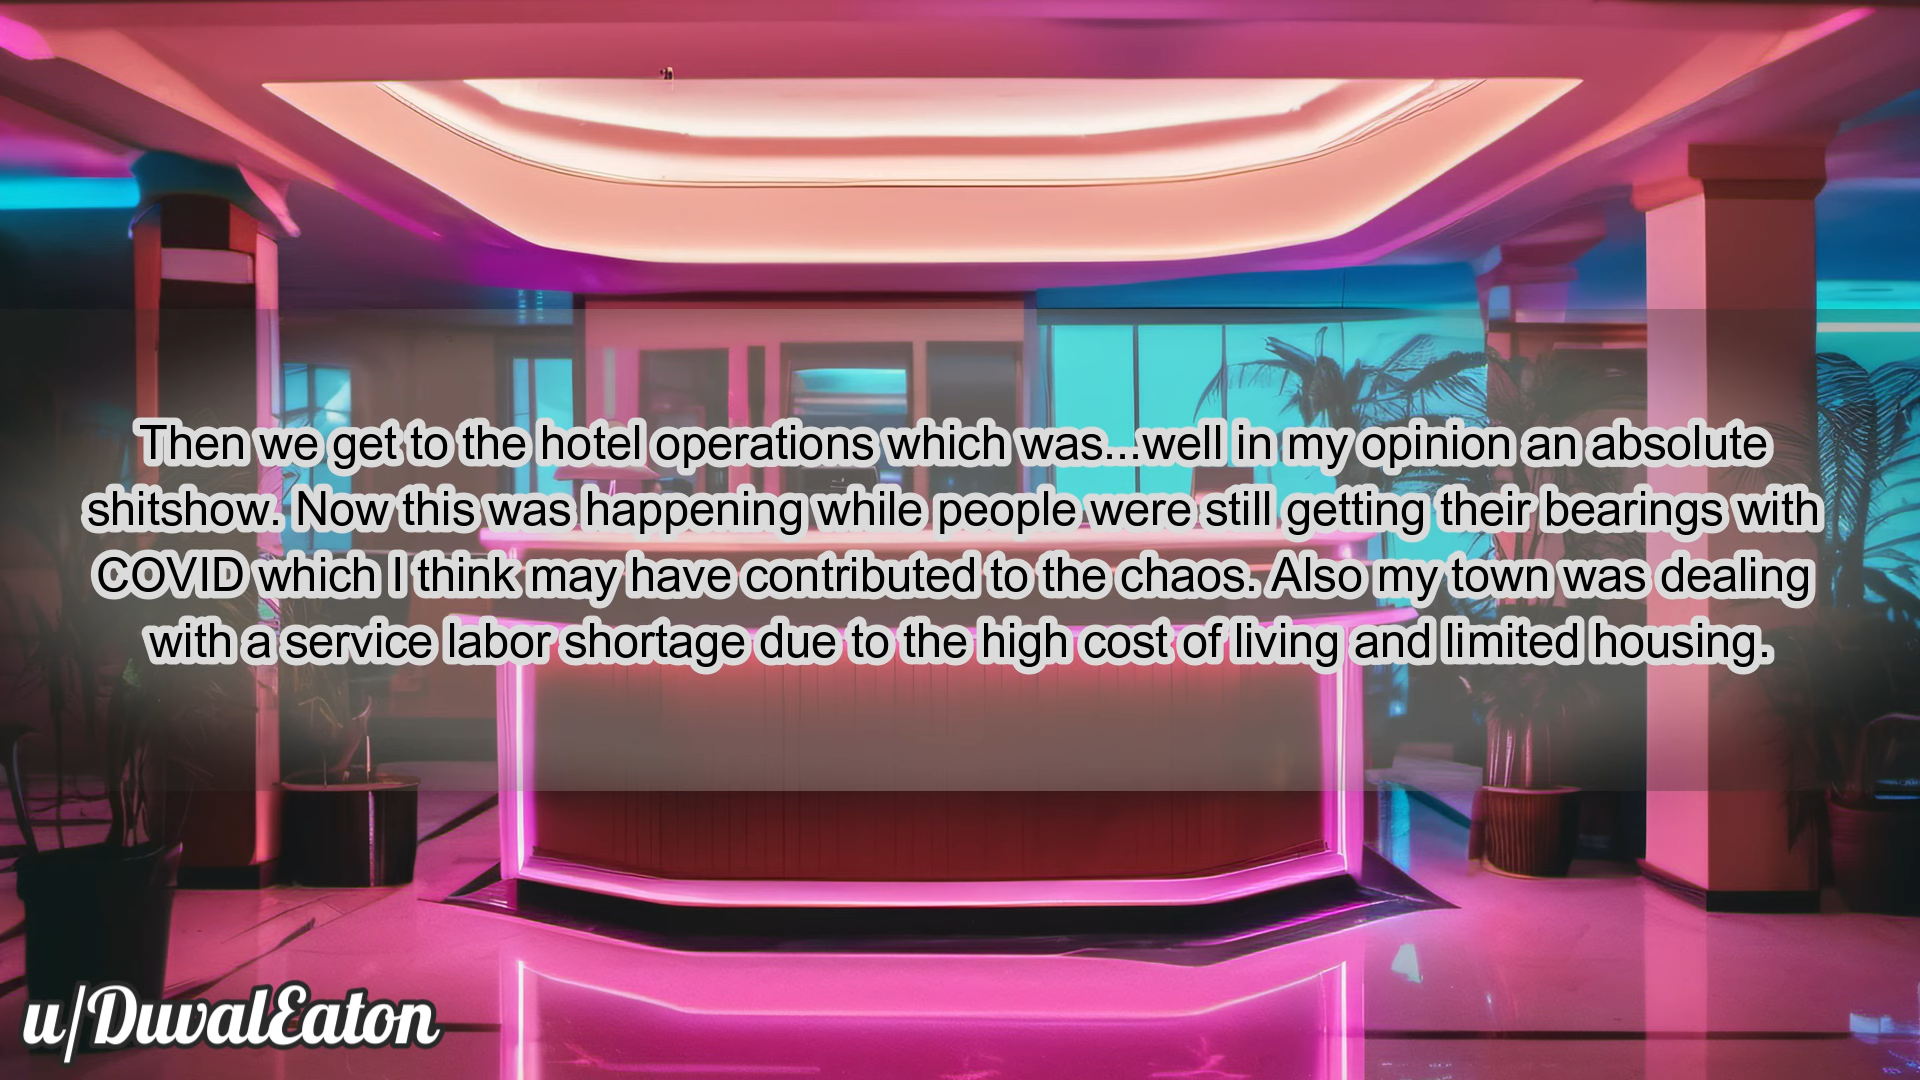 Then we get to the hotel operations which was...well in my opinion an absolute
shitshow. Now this was happening while people were still getting their bearings with
COVID which I think may have contributed to the chaos. Also my town was dealing
with a service labor shortage due to the high cost of living and limited housing.
u/DuvalEaton